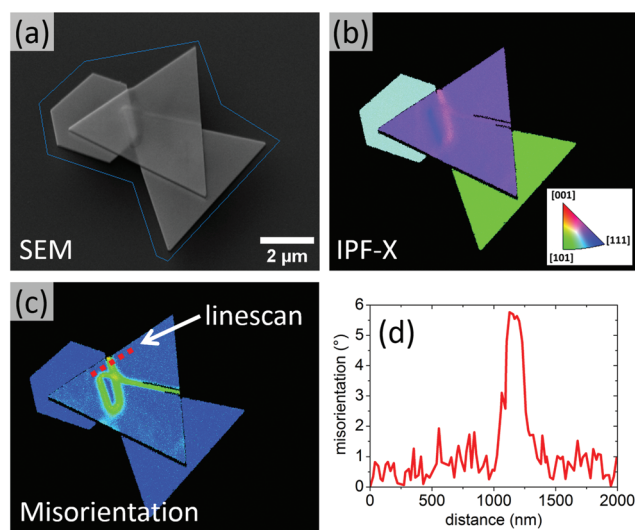 (a)
SEM
2 μm
(b)
IPF-X
[001]
[111]
[101]
(c)
linescan
Misorientation
(d)
misorientation (°)
6
5
4
3
2
1
0
0 500 1000 1500 2000
distance (nm)